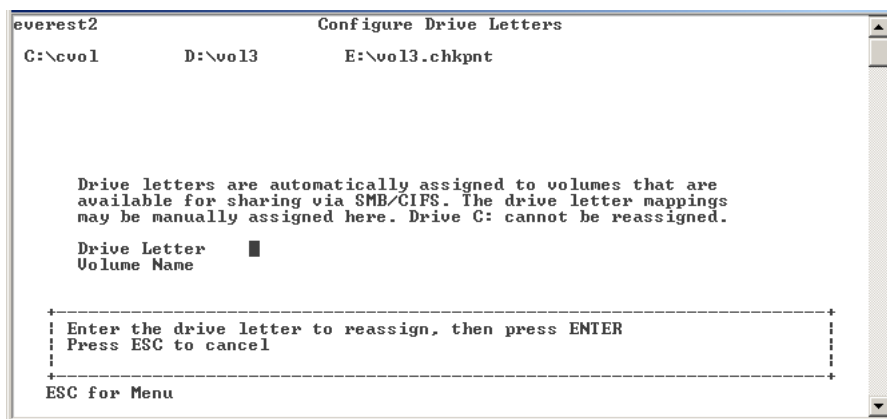 everest2 Configure Drive Letters
C:\cvol D:\vol3 E:\vol3.chkpnt
Drive letters are automatically assigned to volumes that are
available for sharing via SMB/CIFS. The drive letter mappings
may be manually assigned here. Drive C: cannot be reassigned.
Drive Letter
Volume Name
Enter the drive letter to reassign, then press ENTER
Press ESC to cancel
ESC for Menu